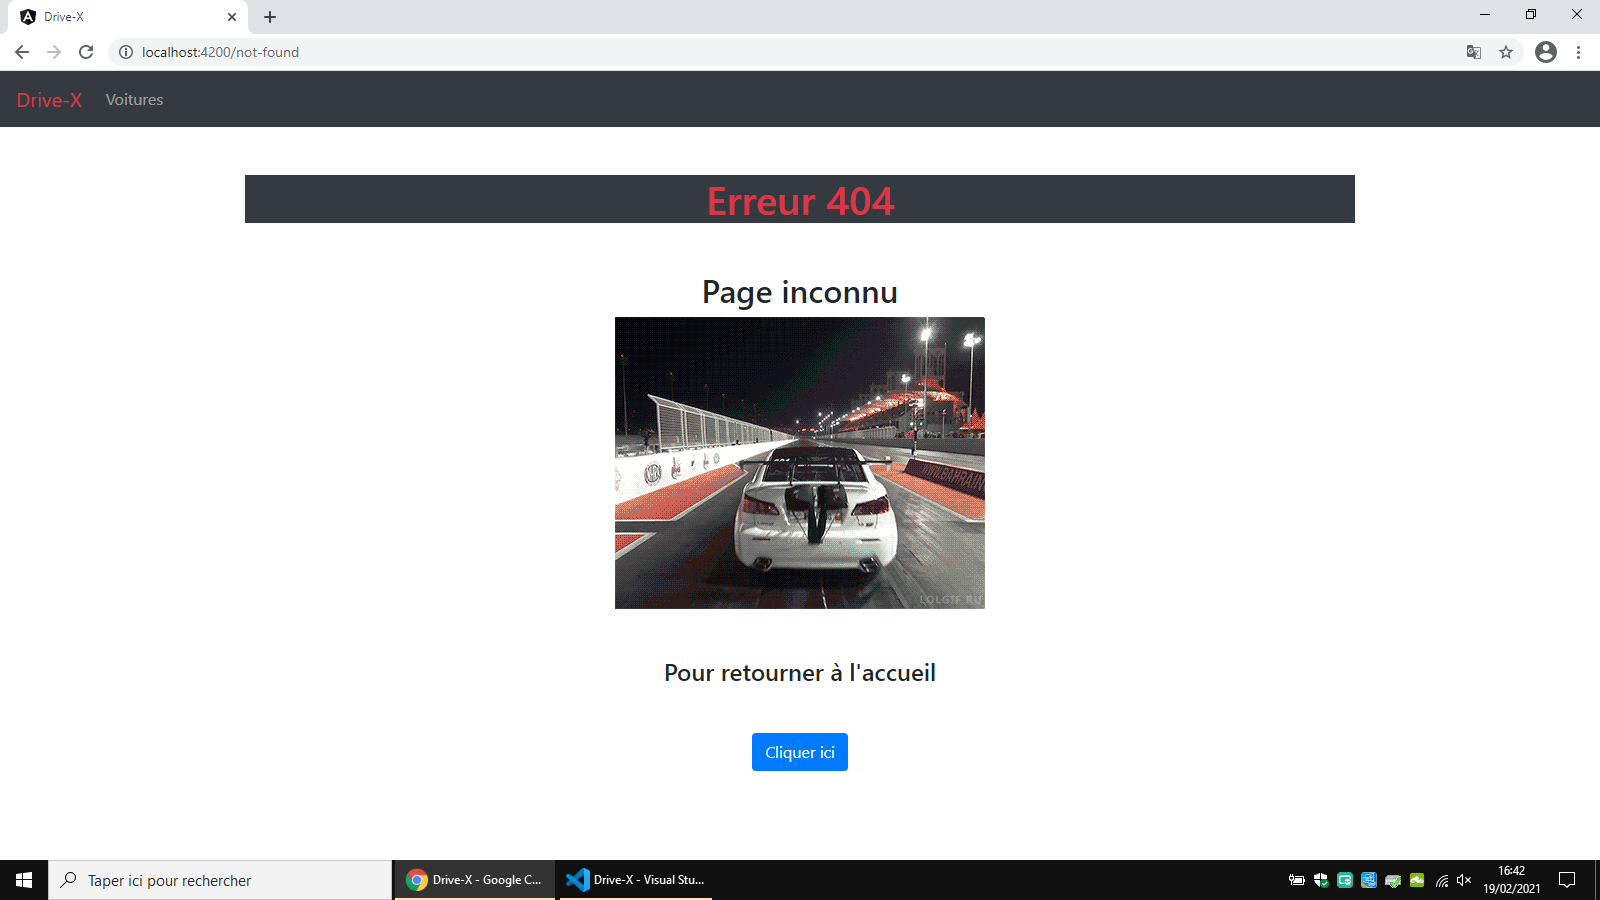 Drive-X
localhost:4200/not-found
Drive-X Voitures
Erreur 404
Page inconnu
LOLGIF.RU
Pour retourner à l'accueil
Cliquer ici
Taper ici pour rechercher
Drive-X - Google C...
Drive-X - Visual Stu...
16:42
19/02/2021